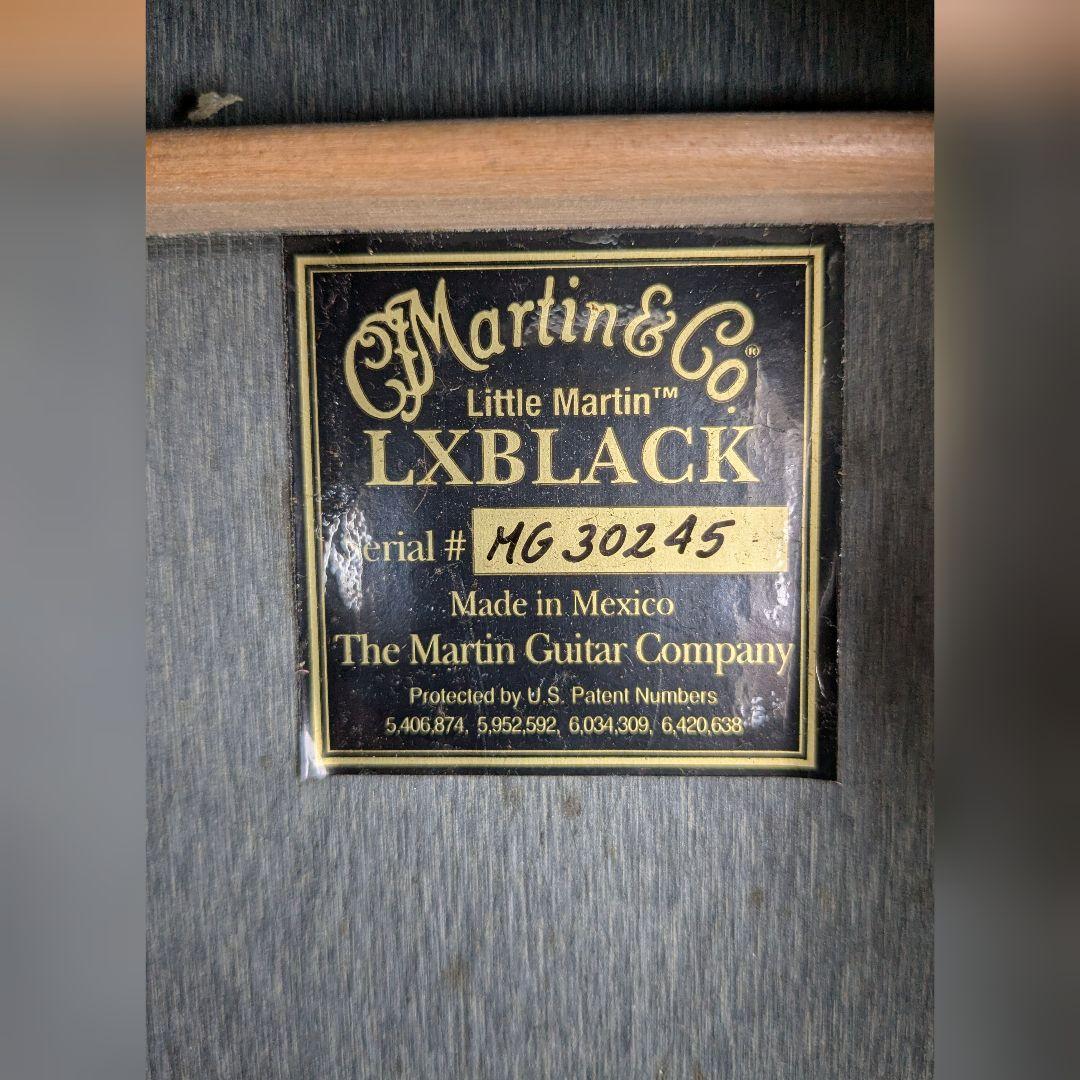 CF Martin & Co.®
Little Martin™
LXBLACK
Serial # MG 30245
Made in Mexico
The Martin Guitar Company
Protected by U.S. Patent Numbers
5,406,874, 5,952,592, 6,034,309, 6,420,638